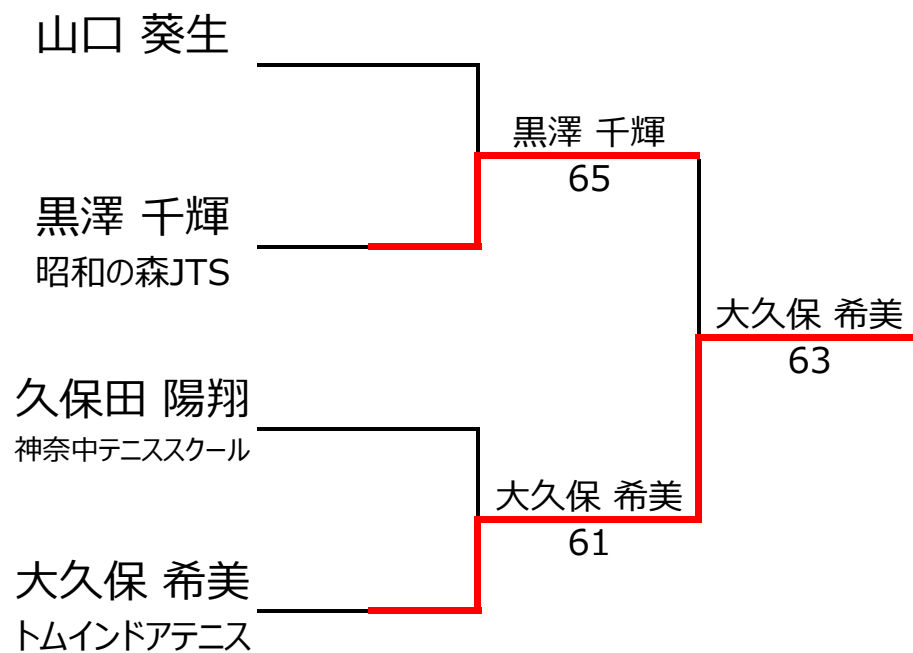 山口 葵生
黒澤 千輝
65
黒澤 千輝
昭和の森JTS
大久保 希美
63
久保田 陽翔
神奈中テニススクール
大久保 希美
61
大久保 希美
トムインドアテニス